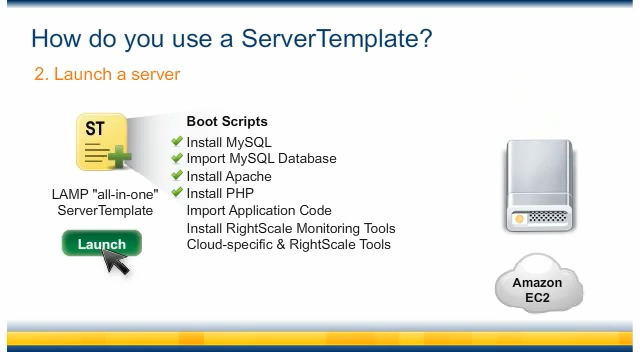 How do you use a ServerTemplate?
2. Launch a server
ST
LAMP "all-in-one"
ServerTemplate
Launch
Boot Scripts
Install MySQL
Import MySQL Database
Install Apache
Install PHP
Import Application Code
Install RightScale Monitoring Tools
Cloud-specific & RightScale Tools
Amazon
EC2